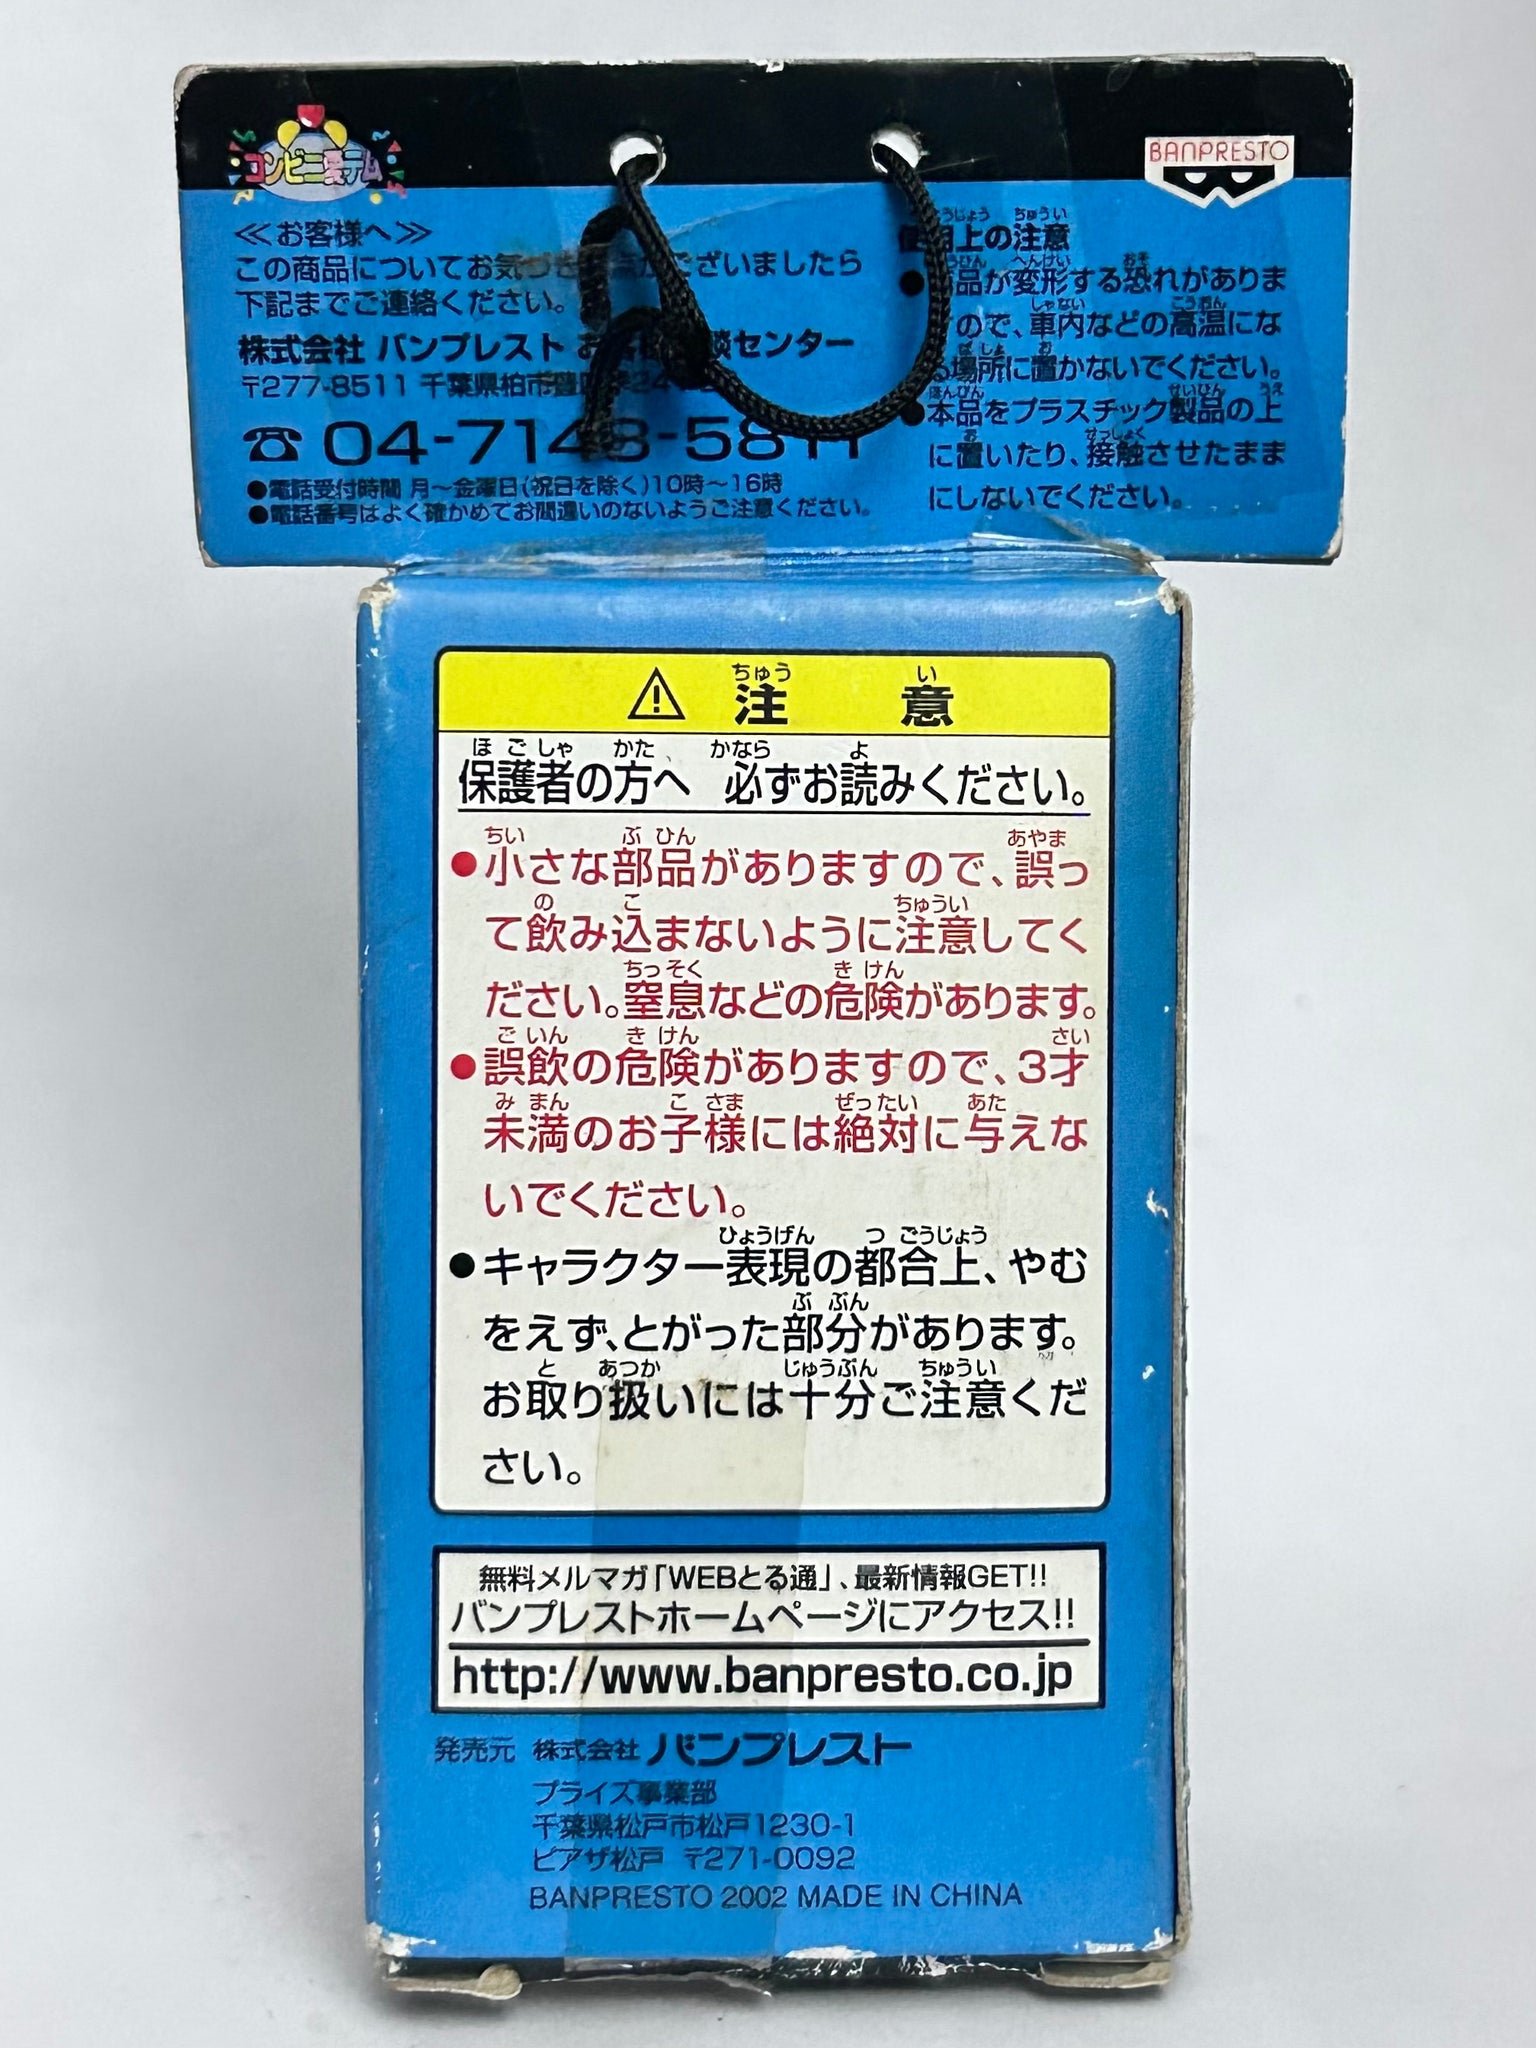 コンビニ愛テム
BANPRESTO
≪お客様へ≫
この商品についてお気づき ございましたら
下記までご連絡ください。
株式会社 バンプレスト お 談センター
〒277-8511 千葉県柏市豊
☎ 04-7148-5811
●電話受付時間 月～金曜日(祝日を除く)10時～16時
●電話番号はよく確かめてお間違いのないようご注意ください。
使用上の注意
●商品が変形する恐れがありま
すので、車内などの高温にな
る場所に置かないでください。
●本品をプラスチック製品の上
に置いたり、接触させたまま
にしないでください。
⚠ 注意
保護者の方へ 必ずお読みください。
●小さな部品がありますので、誤っ
て飲み込まないように注意してく
ださい。窒息などの危険があります。
●誤飲の危険がありますので、3才
未満のお子様には絶対に与えな
いでください。
●キャラクター表現の都合上、やむ
をえず、とがった部分があります。
お取り扱いには十分ご注意くだ
さい。
無料メルマガ「WEBとる通」、最新情報GET!!
バンプレストホームページにアクセス!!
http://www.banpresto.co.jp
発売元 株式会社 バンプレスト
プライズ事業部
千葉県松戸市松戸1230-1
ピアザ松戸 〒271-0092
BANPRESTO 2002 MADE IN CHINA